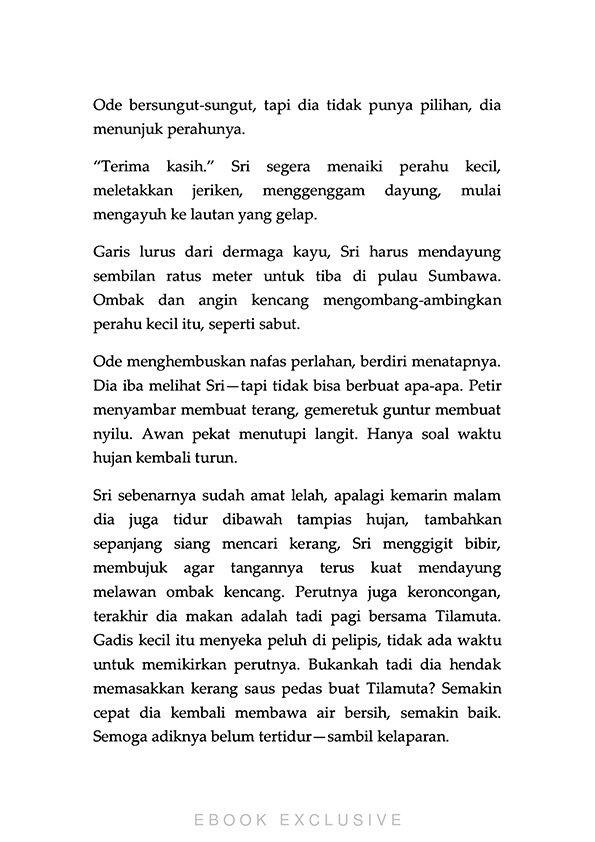 Ode bersungut-sungut, tapi dia tidak punya pilihan, dia
menunjuk perahunya.
“Terima kasih.” Sri segera menaiki perahu kecil,
meletakkan jeriken, menggenggam dayung, mulai
mengayuh ke lautan yang gelap.
Garis lurus dari dermaga kayu, Sri harus mendayung
sembilan ratus meter untuk tiba di pulau Sumbawa.
Ombak dan angin kencang mengombang-ambingkan
perahu kecil itu, seperti sabut.
Ode menghembuskan nafas perlahan, berdiri menatapnya.
Dia iba melihat Sri—tapi tidak bisa berbuat apa-apa. Petir
menyambar membuat terang, gemeretuk guntur membuat
nyilu. Awan pekat menutupi langit. Hanya soal waktu
hujan kembali turun.
Sri sebenarnya sudah amat lelah, apalagi kemarin malam
dia juga tidur dibawah tampias hujan, tambahkan
sepanjang siang mencari kerang, Sri menggigit bibir,
membujuk agar tangannya terus kuat mendayung
melawan ombak kencang. Perutnya juga keroncongan,
terakhir dia makan adalah tadi pagi bersama Tilamuta.
Gadis kecil itu menyeka peluh di pelipis, tidak ada waktu
untuk memikirkan perutnya. Bukankah tadi dia hendak
memasakkan kerang saus pedas buat Tilamuta? Semakin
cepat dia kembali membawa air bersih, semakin baik.
Semoga adiknya belum tertidur—sambil kelaparan.
EBOOK EXCLUSIVE